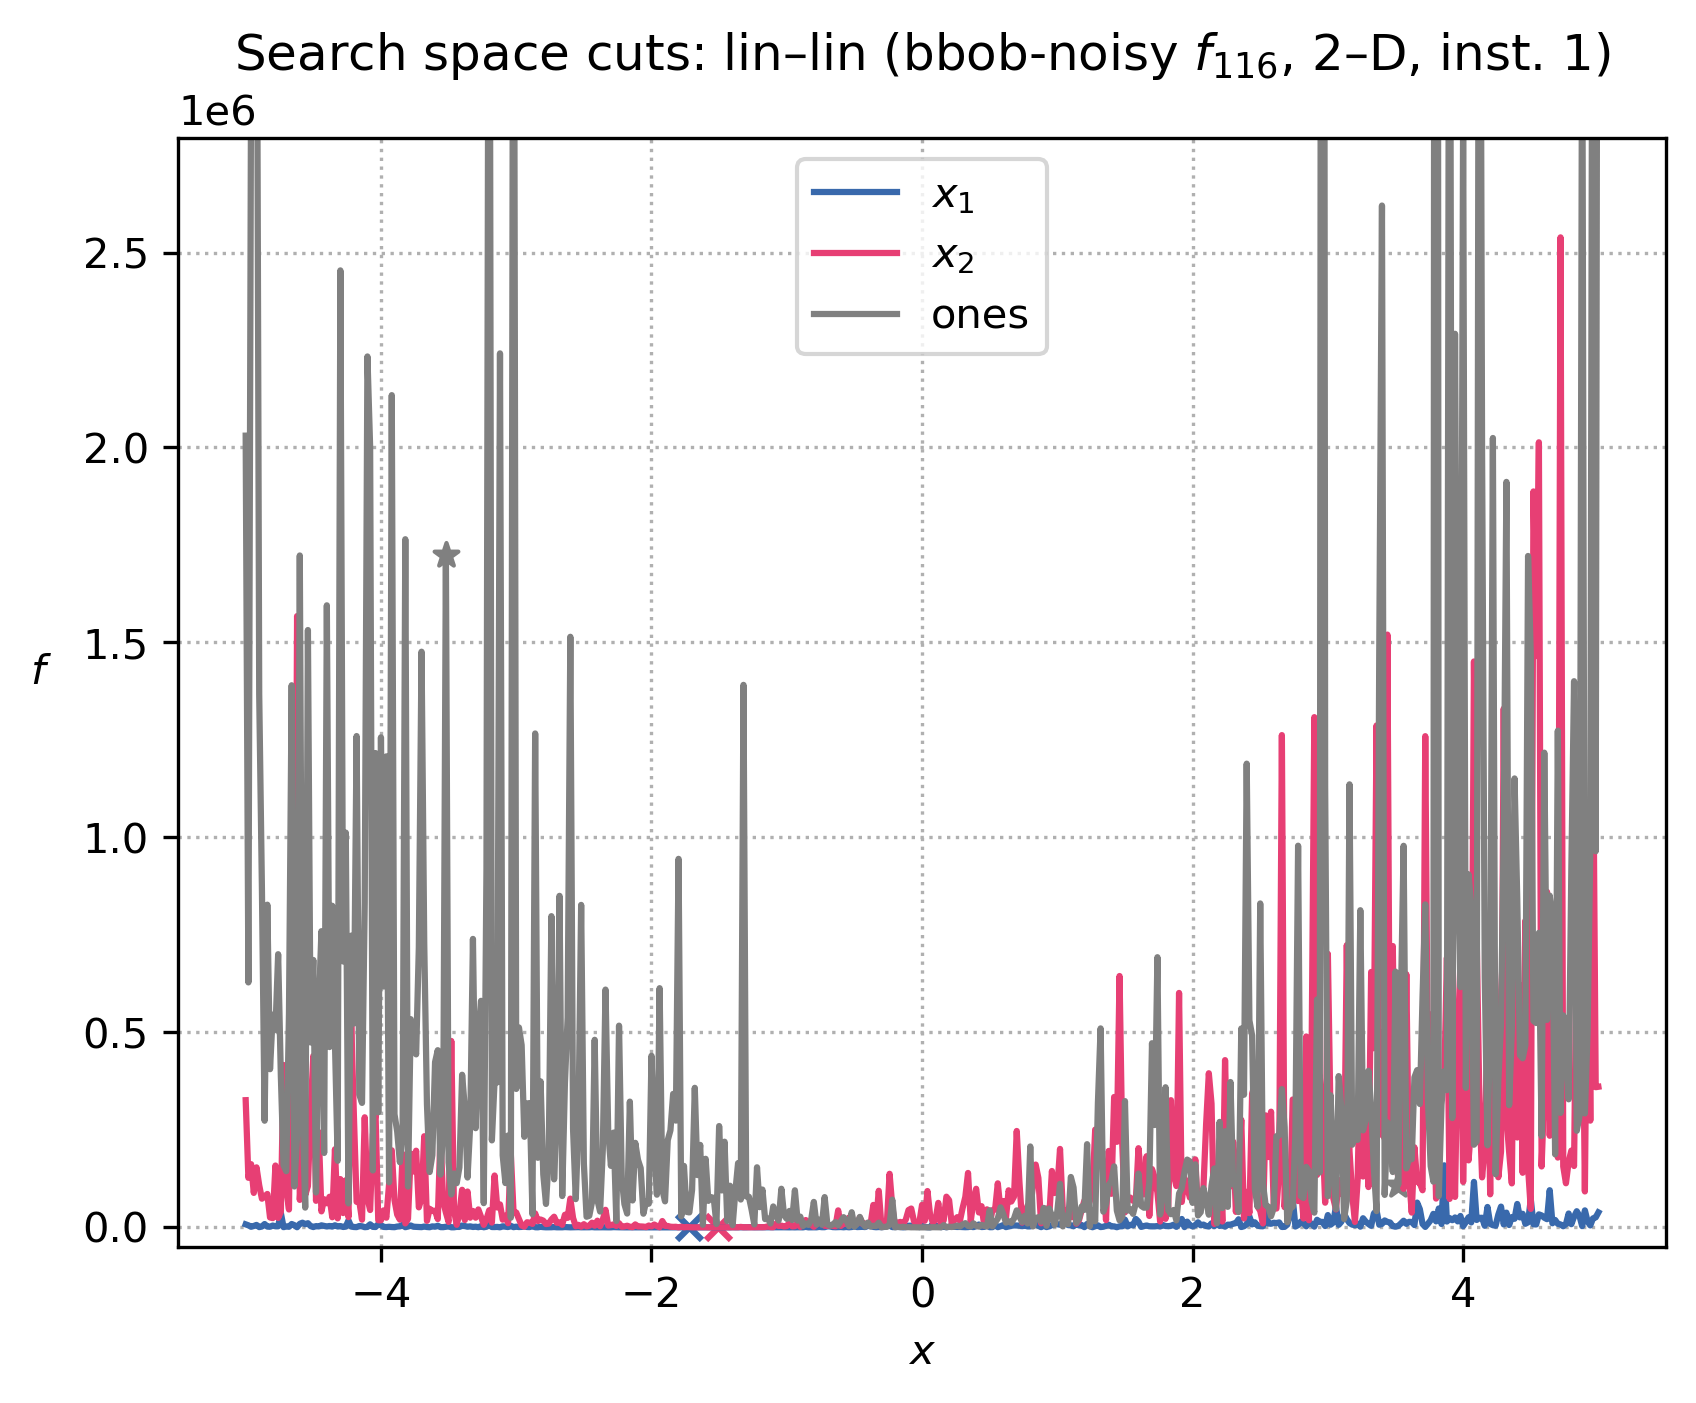 Search space cuts: lin–lin (bbob-noisy f₁₁₆, 2–D, inst. 1)
1e6
x₁
x₂
ones
2.5
2.0
1.5
1.0
0.5
0.0
f
−4 −2 0 2 4
x